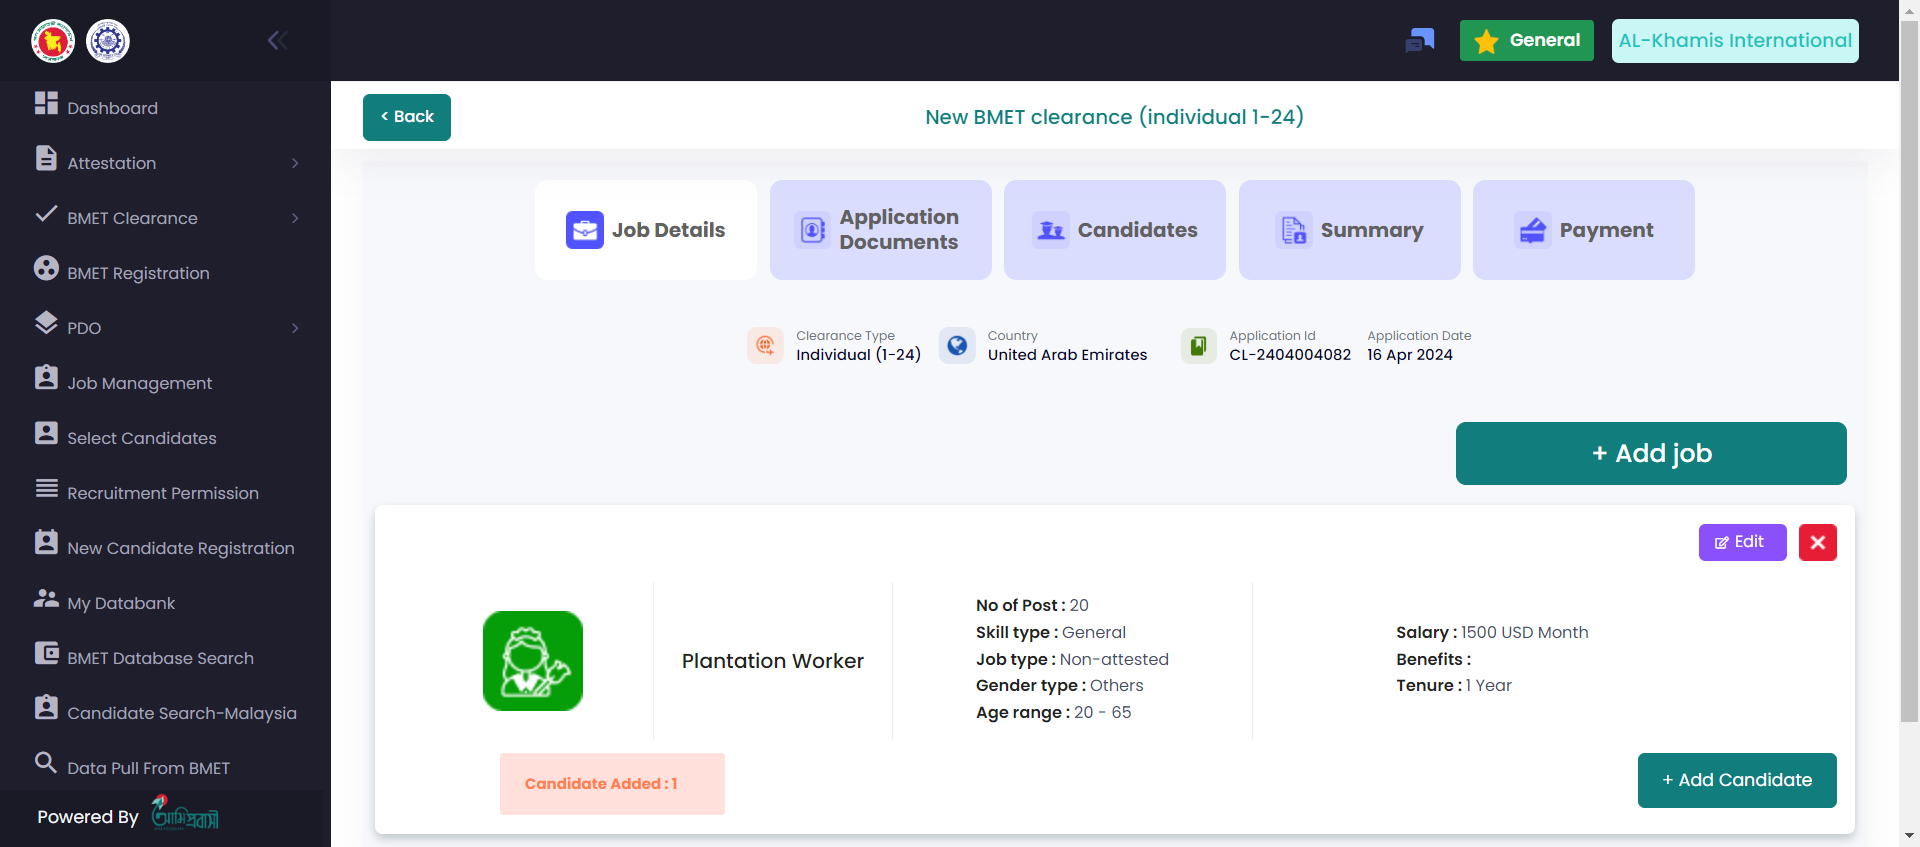 General
AL-Khamis International
Dashboard
Attestation
BMET Clearance
BMET Registration
PDO
Job Management
Select Candidates
Recruitment Permission
New Candidate Registration
My Databank
BMET Database Search
Candidate Search-Malaysia
Data Pull From BMET
Powered By
আমি প্রবাসী
< Back
New BMET clearance (individual 1-24)
Job Details
Application
Documents
Candidates
Summary
Payment
Clearance Type
Individual (1-24)
Country
United Arab Emirates
Application Id
CL-2404004082
Application Date
16 Apr 2024
+ Add job
Edit
Plantation Worker
No of Post : 20
Skill type : General
Job type : Non-attested
Gender type : Others
Age range : 20 - 65
Salary : 1500 USD Month
Benefits :
Tenure : 1 Year
Candidate Added : 1
+ Add Candidate